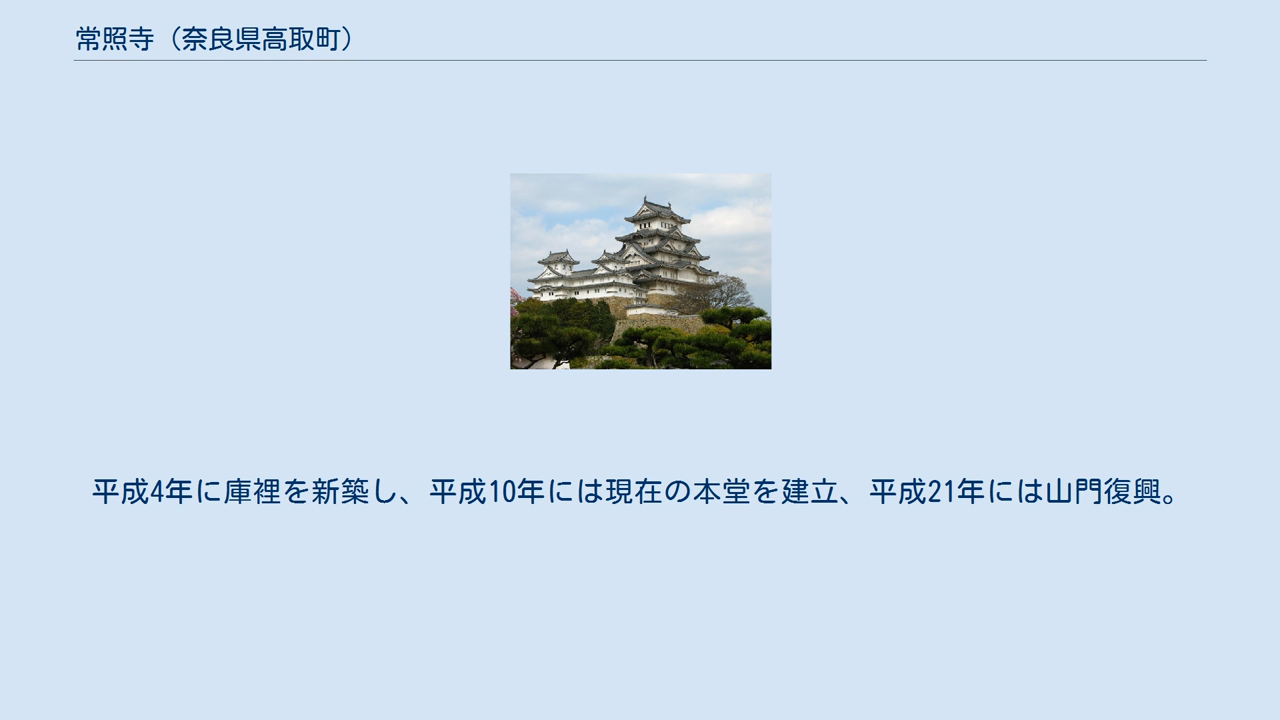 常照寺（奈良県高取町）
平成4年に庫裡を新築し、平成10年には現在の本堂を建立、平成21年には山門復興。